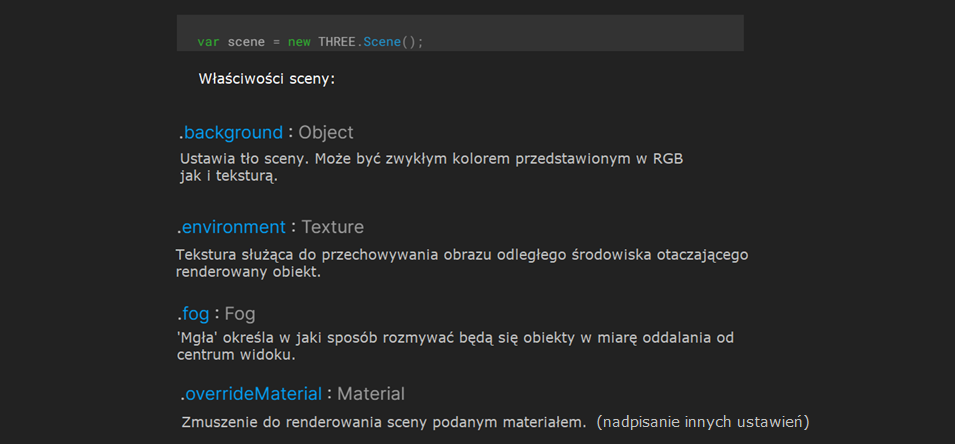 var scene = new THREE.Scene();
Właściwości sceny:
.background : Object
Ustawia tło sceny. Może być zwykłym kolorem przedstawionym w RGB
jak i teksturą.
.environment : Texture
Tekstura służąca do przechowywania obrazu odległego środowiska otaczającego
renderowany obiekt.
.fog : Fog
'Mgła' określa w jaki sposób rozmywać będą się obiekty w miarę oddalania od
centrum widoku.
.overrideMaterial : Material
Zmuszenie do renderowania sceny podanym materiałem. (nadpisanie innych ustawień)